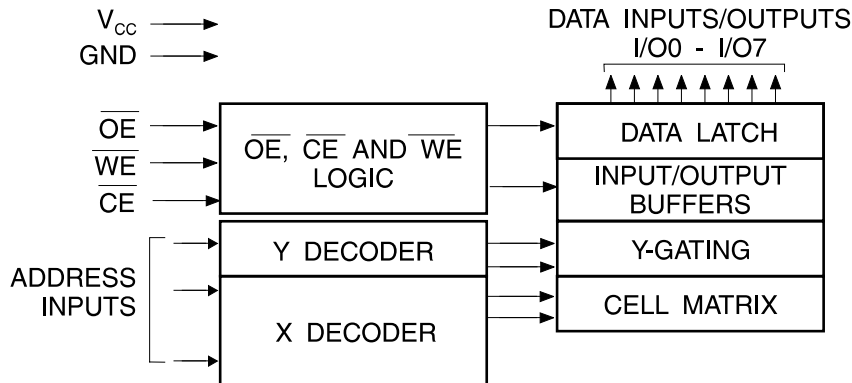 V_CC
GND
OE
WE
CE
ADDRESS
INPUTS
OE, CE AND WE
LOGIC
Y DECODER
X DECODER
DATA INPUTS/OUTPUTS
I/O0 - I/O7
DATA LATCH
INPUT/OUTPUT
BUFFERS
Y-GATING
CELL MATRIX